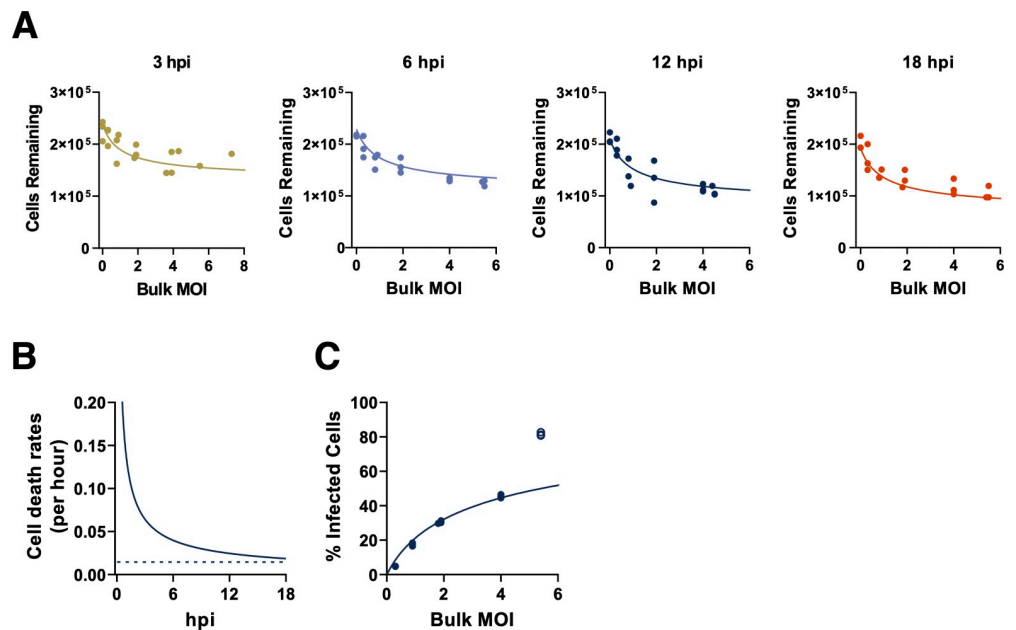 A
3 hpi
6 hpi
12 hpi
18 hpi
Cells Remaining
3×10⁵
2×10⁵
1×10⁵
0
0 2 4 6 8
Bulk MOI
Cells Remaining
3×10⁵
2×10⁵
1×10⁵
0
0 2 4 6
Bulk MOI
Cells Remaining
3×10⁵
2×10⁵
1×10⁵
0
0 2 4 6
Bulk MOI
Cells Remaining
3×10⁵
2×10⁵
1×10⁵
0
0 2 4 6
Bulk MOI
B
Cell death rates
(per hour)
0.20
0.15
0.10
0.05
0.00
0 6 12 18
hpi
C
% Infected Cells
100
80
60
40
20
0
0 2 4 6
Bulk MOI